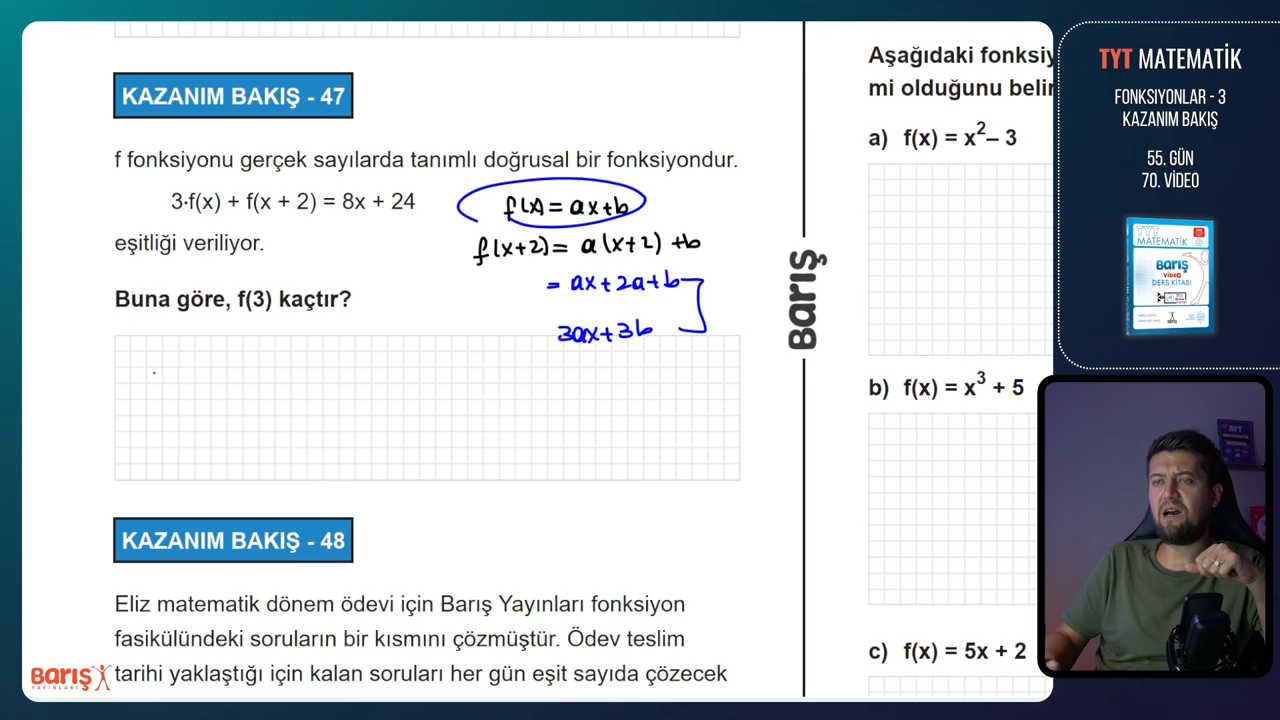 KAZANIM BAKIŞ - 47
f fonksiyonu gerçek sayılarda tanımlı doğrusal bir fonksiyondur.
3·f(x) + f(x + 2) = 8x + 24
eşitliği veriliyor.
Buna göre, f(3) kaçtır?
f(x) = ax+b
f(x+2) = a(x+2) +b
= ax+2a+b
3ax+3b
KAZANIM BAKIŞ - 48
Eliz matematik dönem ödevi için Barış Yayınları fonksiyon
fasikülündeki soruların bir kısmını çözmüştür. Ödev teslim
tarihi yaklaştığı için kalan soruları her gün eşit sayıda çözecek
Barış
YAYINLARI
Barış
Aşağıdaki fonksiy
mi olduğunu belir
a) f(x) = x² – 3
b) f(x) = x³ + 5
c) f(x) = 5x + 2
TYT MATEMATİK
FONKSIYONLAR - 3
KAZANIM BAKIŞ
55. GÜN
70. VİDEO
TYT
MATEMATİK
Barış
VİDEO
DERS KİTABI